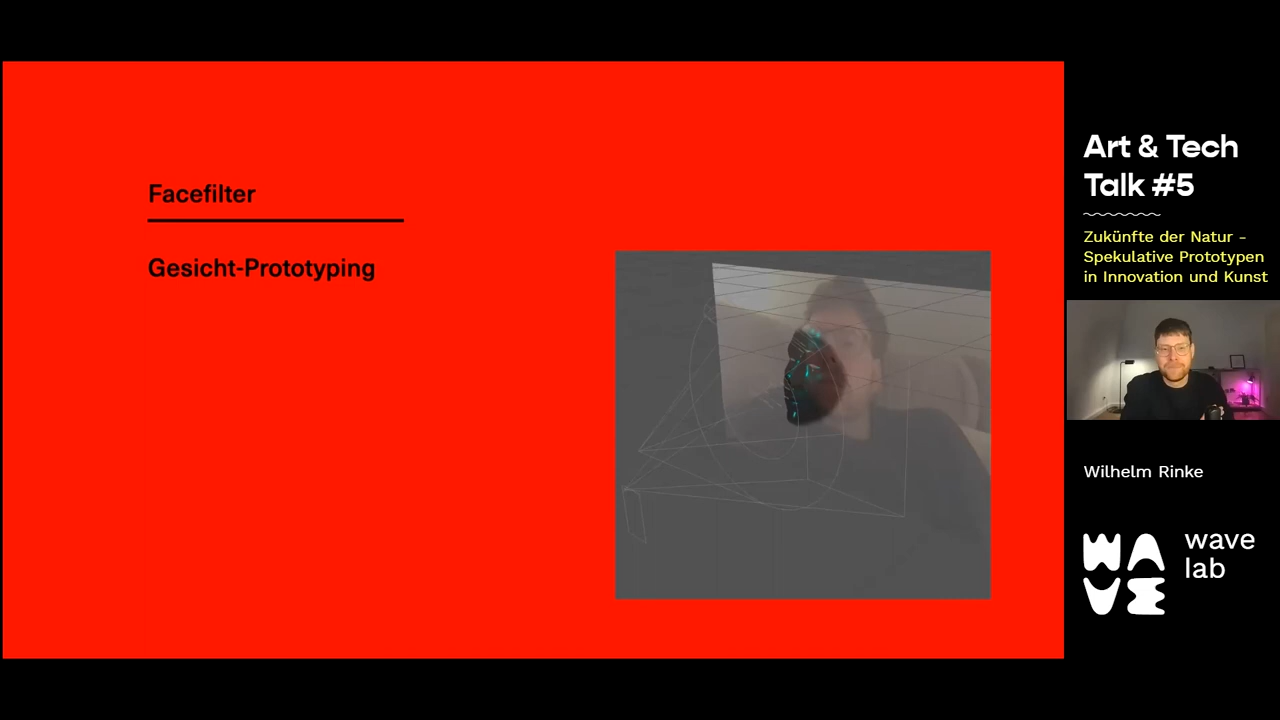 Facefilter
Gesicht-Prototyping
Art & Tech
Talk #5
Zukünfte der Natur –
Spekulative Prototypen
in Innovation und Kunst
Wilhelm Rinke
WAVE
wave
lab